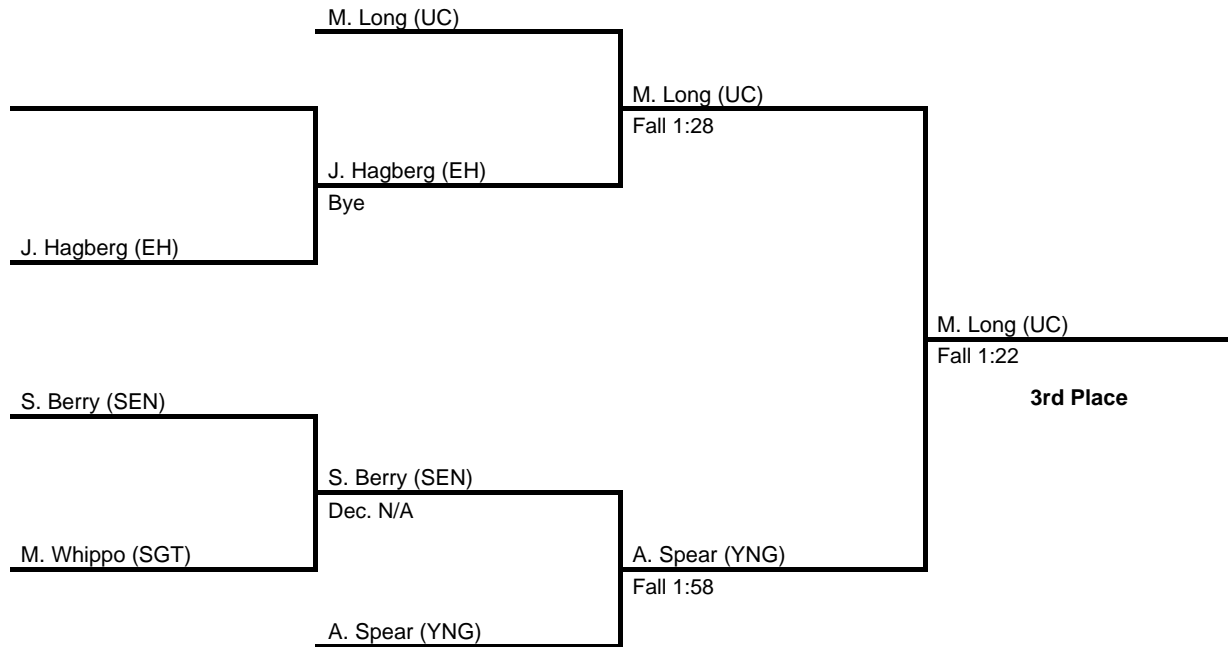 M. Long (UC)
M. Long (UC)
Fall 1:28
J. Hagberg (EH)
Bye
J. Hagberg (EH)
M. Long (UC)
Fall 1:22
3rd Place
S. Berry (SEN)
S. Berry (SEN)
Dec. N/A
M. Whippo (SGT)
A. Spear (YNG)
Fall 1:58
A. Spear (YNG)